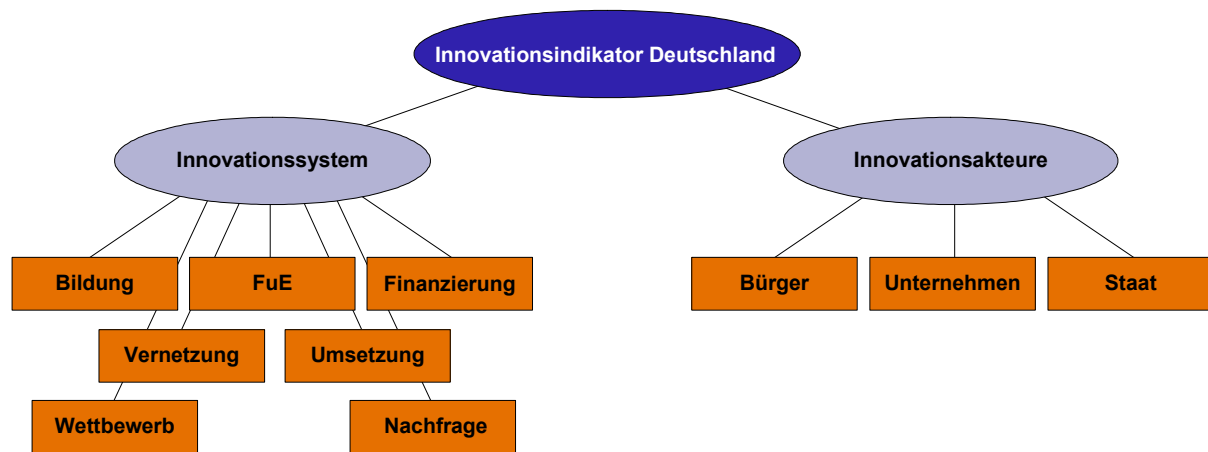 Innovationsindikator Deutschland
Innovationssystem
Innovationsakteure
Bildung
FuE
Finanzierung
Bürger
Unternehmen
Staat
Vernetzung
Umsetzung
Wettbewerb
Nachfrage